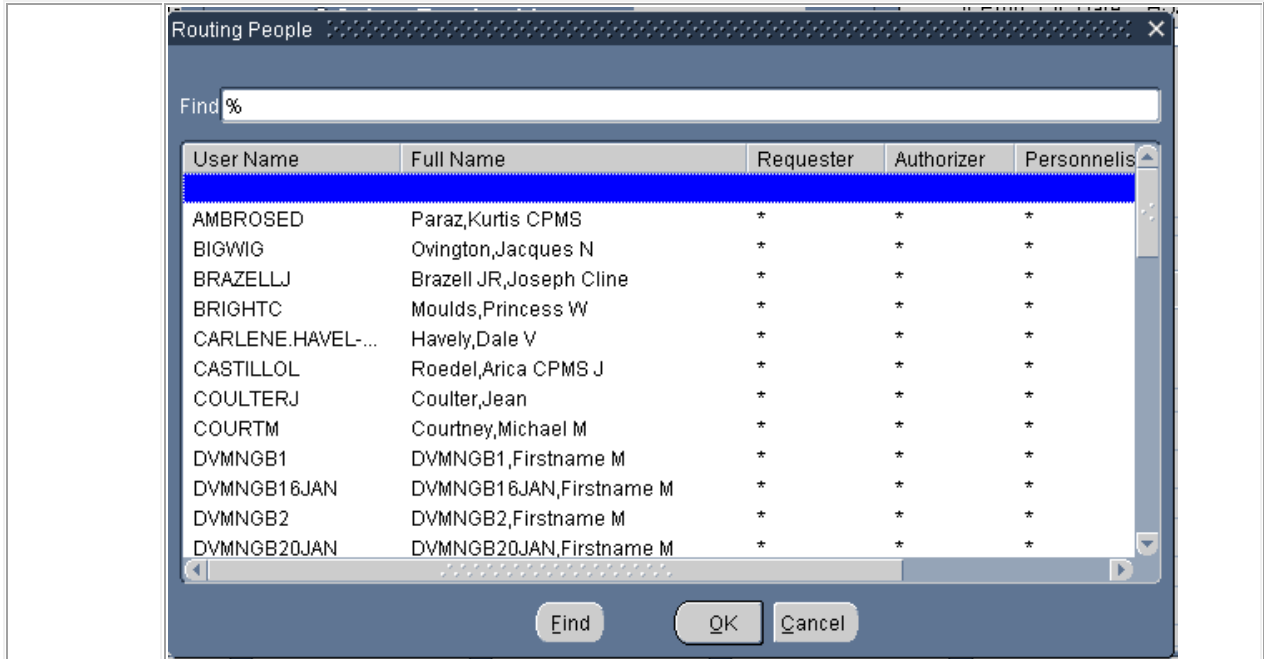 Routing People
Find %
User Name Full Name Requester Authorizer Personnelis
AMBROSED Paraz,Kurtis CPMS * * *
BIGWIG Ovington,Jacques N * * *
BRAZELLJ Brazell JR,Joseph Cline * * *
BRIGHTC Moulds,Princess W * * *
CARLENE.HAVEL-... Havely,Dale V * * *
CASTILLOL Roedel,Arica CPMS J * * *
COULTERJ Coulter,Jean * * *
COURTM Courtney,Michael M * * *
DVMNGB1 DVMNGB1,Firstname M * * *
DVMNGB16JAN DVMNGB16JAN,Firstname M * * *
DVMNGB2 DVMNGB2,Firstname M * * *
DVMNGB20JAN DVMNGB20JAN,Firstname M * * *
Find OK Cancel